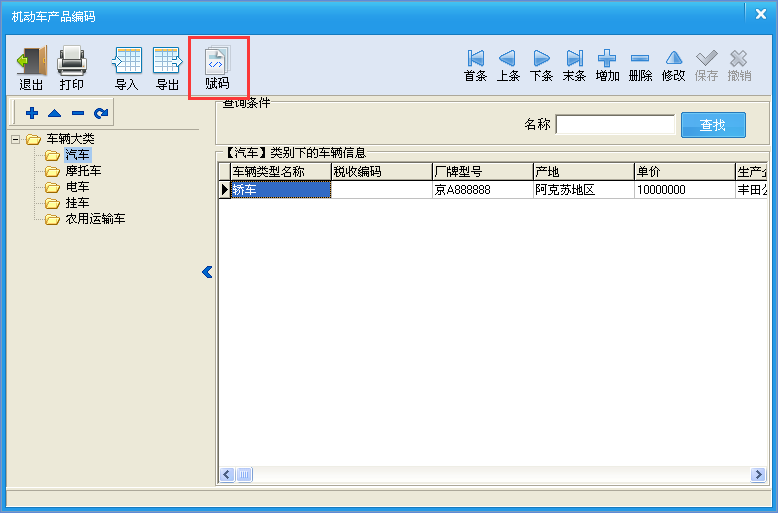 机动车产品编码
退出 打印 导入 导出 赋码 首条 上条 下条 末条 增加 删除 修改 保存 撤销
车辆大类
汽车
摩托车
电车
挂车
农用运输车
查询条件
名称 查找
【汽车】类别下的车辆信息
车辆类型名称 税收编码 厂牌型号 产地 单价 生产企
轿车 京A888888 阿克苏地区 10000000 丰田公